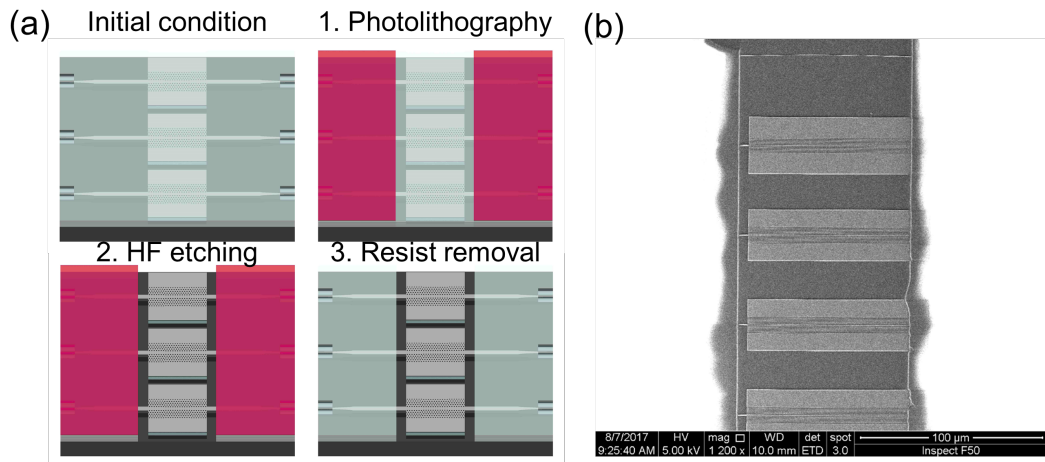 (a)
Initial condition
1. Photolithography
2. HF etching
3. Resist removal
(b)
8/7/2017 HV mag □ WD det spot 100 µm
9:25:40 AM 5.00 kV 1 200 x 10.0 mm ETD 3.0 Inspect F50